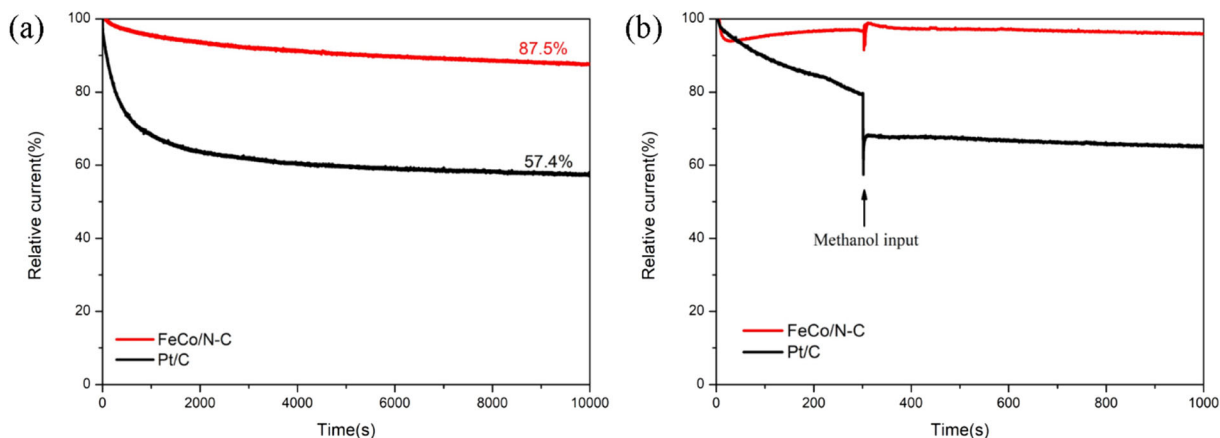 (a)
Relative current(%)
100
80
60
40
20
0
87.5%
57.4%
FeCo/N-C
Pt/C
0 2000 4000 6000 8000 10000
Time(s)
(b)
Relative current(%)
100
80
60
40
20
0
Methanol input
FeCo/N-C
Pt/C
0 200 400 600 800 1000
Time(s)